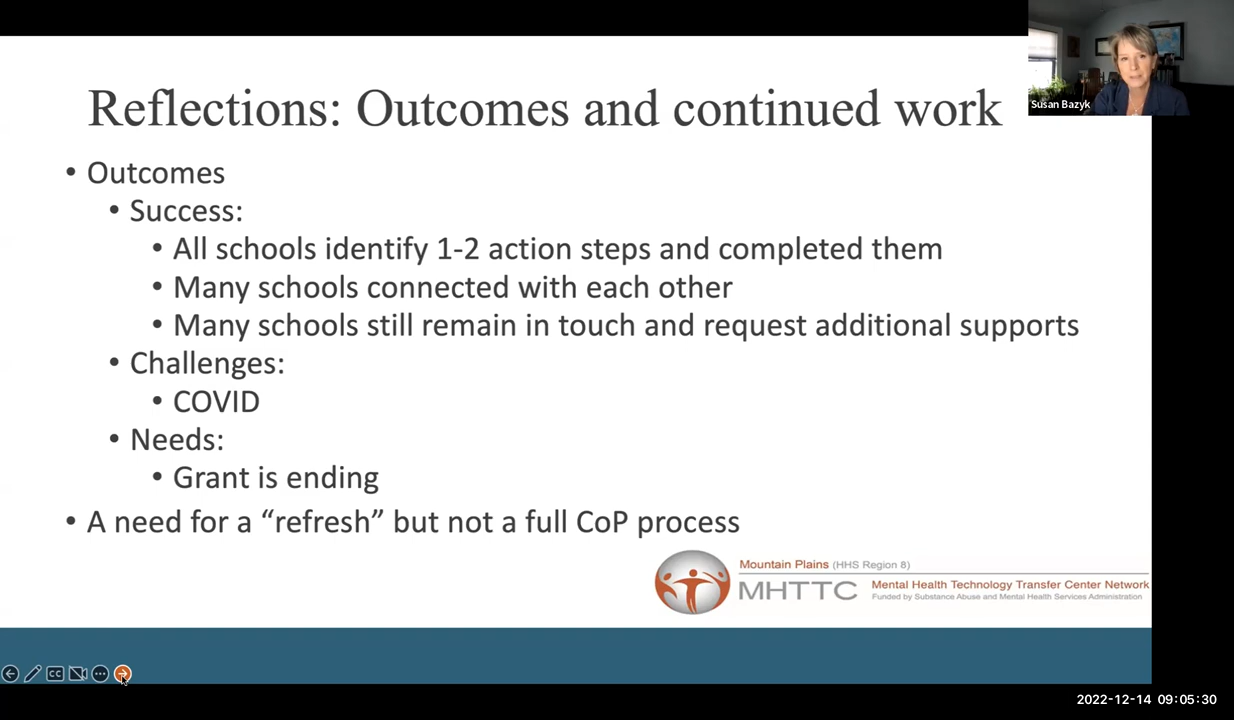 Reflections: Outcomes and continued work
Susan Bazyk
• Outcomes
• Success:
• All schools identify 1-2 action steps and completed them
• Many schools connected with each other
• Many schools still remain in touch and request additional supports
• Challenges:
• COVID
• Needs:
• Grant is ending
• A need for a “refresh” but not a full CoP process
Mountain Plains (HHS Region 8)
MHTTC
Mental Health Technology Transfer Center Network
Funded by Substance Abuse and Mental Health Services Administration
CC
2022-12-14 09:05:30